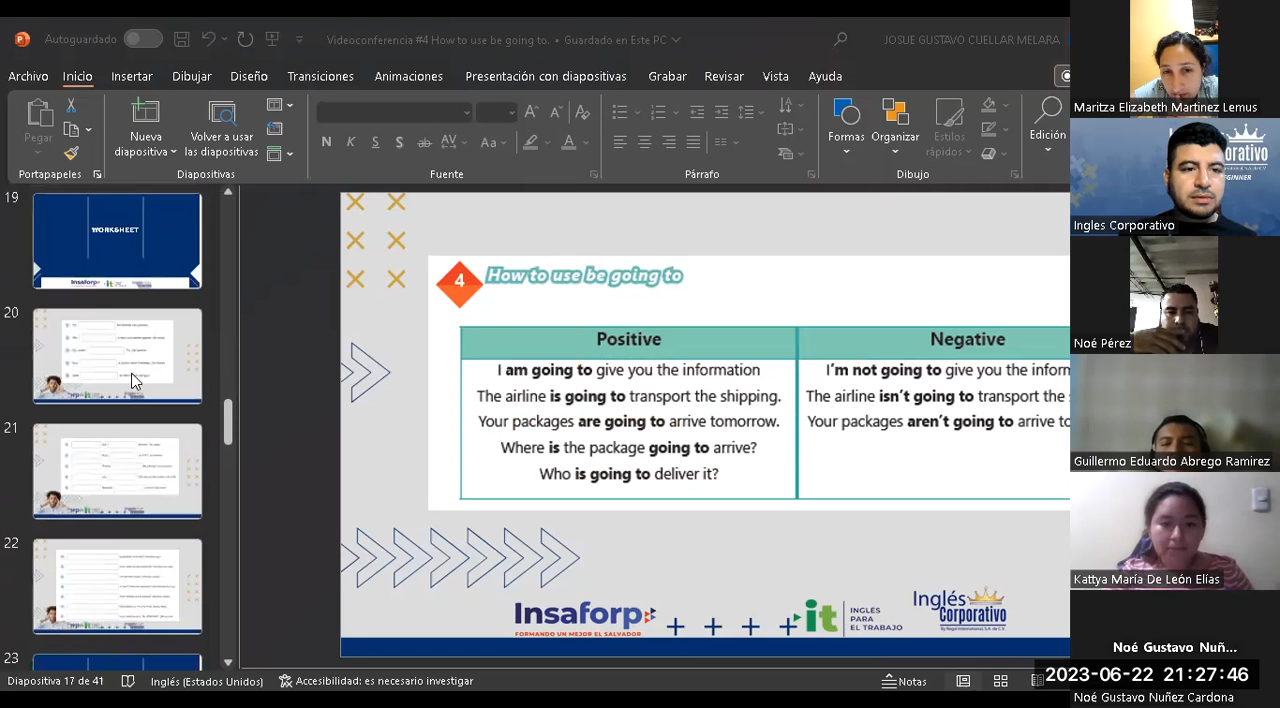 Autoguardado
Videoconferencia #4 How to use be going to. • Guardado en Este PC
JOSUE GUSTAVO CUELLAR MELARA
Archivo Inicio Insertar Dibujar Diseño Transiciones Animaciones Presentación con diapositivas Grabar Revisar Vista Ayuda
Pegar
Nueva diapositiva
Volver a usar las diapositivas
Formas
Organizar
Estilos rápidos
Edición
Portapapeles
Diapositivas
Fuente
Párrafo
Dibujo
19
WORKSHEET
20
21
22
23
4
How to use be going to
Positive
I am going to give you the information
The airline is going to transport the shipping.
Your packages are going to arrive tomorrow.
Where is the package going to arrive?
Who is going to deliver it?
Negative
I'm not going to give you the inform
The airline isn't going to transport the
Your packages aren't going to arrive to
Insaforp
FORMANDO UN MEJOR EL SALVADOR
it
INGLÉS
PARA
EL TRABAJO
Inglés
Corporativo
Diapositiva 17 de 41
Inglés (Estados Unidos)
Accesibilidad: es necesario investigar
Notas
Maritza Elizabeth Martinez Lemus
orativo
Ingles Corporativo
Noé Pérez
Guillermo Eduardo Abrego Ramirez
Kattya María De León Elías
Noé Gustavo Nuñ...
2023-06-22 21:27:46
Noé Gustavo Nuñez Cardona